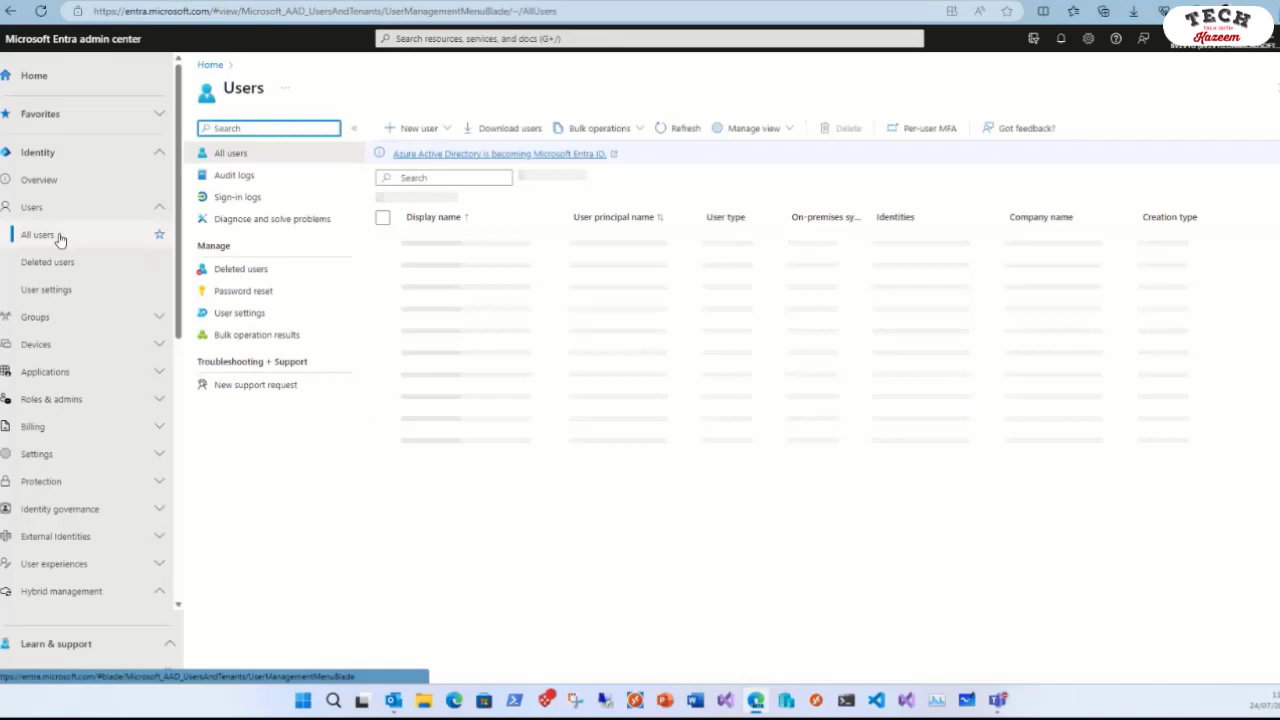 https://entra.microsoft.com/#view/Microsoft_AAD_UsersAndTenants/UserManagementMenuBlade/~/AllUsers
TECH
TALK WITH
Kazeem
Microsoft Entra admin center
Search resources, services, and docs (G+/)
Home
Favorites
Identity
Overview
Users
All users
Deleted users
User settings
Groups
Devices
Applications
Roles & admins
Billing
Settings
Protection
Identity governance
External Identities
User experiences
Hybrid management
Learn & support
Home >
Users ...
Search
All users
Audit logs
Sign-in logs
Diagnose and solve problems
Manage
Deleted users
Password reset
User settings
Bulk operation results
Troubleshooting + Support
New support request
New user
Download users
Bulk operations
Refresh
Manage view
Delete
Per-user MFA
Got feedback?
Azure Active Directory is becoming Microsoft Entra ID.
Search
Display name ↑
User principal name ↑↓
User type
On-premises sy...
Identities
Company name
Creation type
ttps://entra.microsoft.com/#blade/Microsoft_AAD_UsersAndTenants/UserManagementMenuBlade